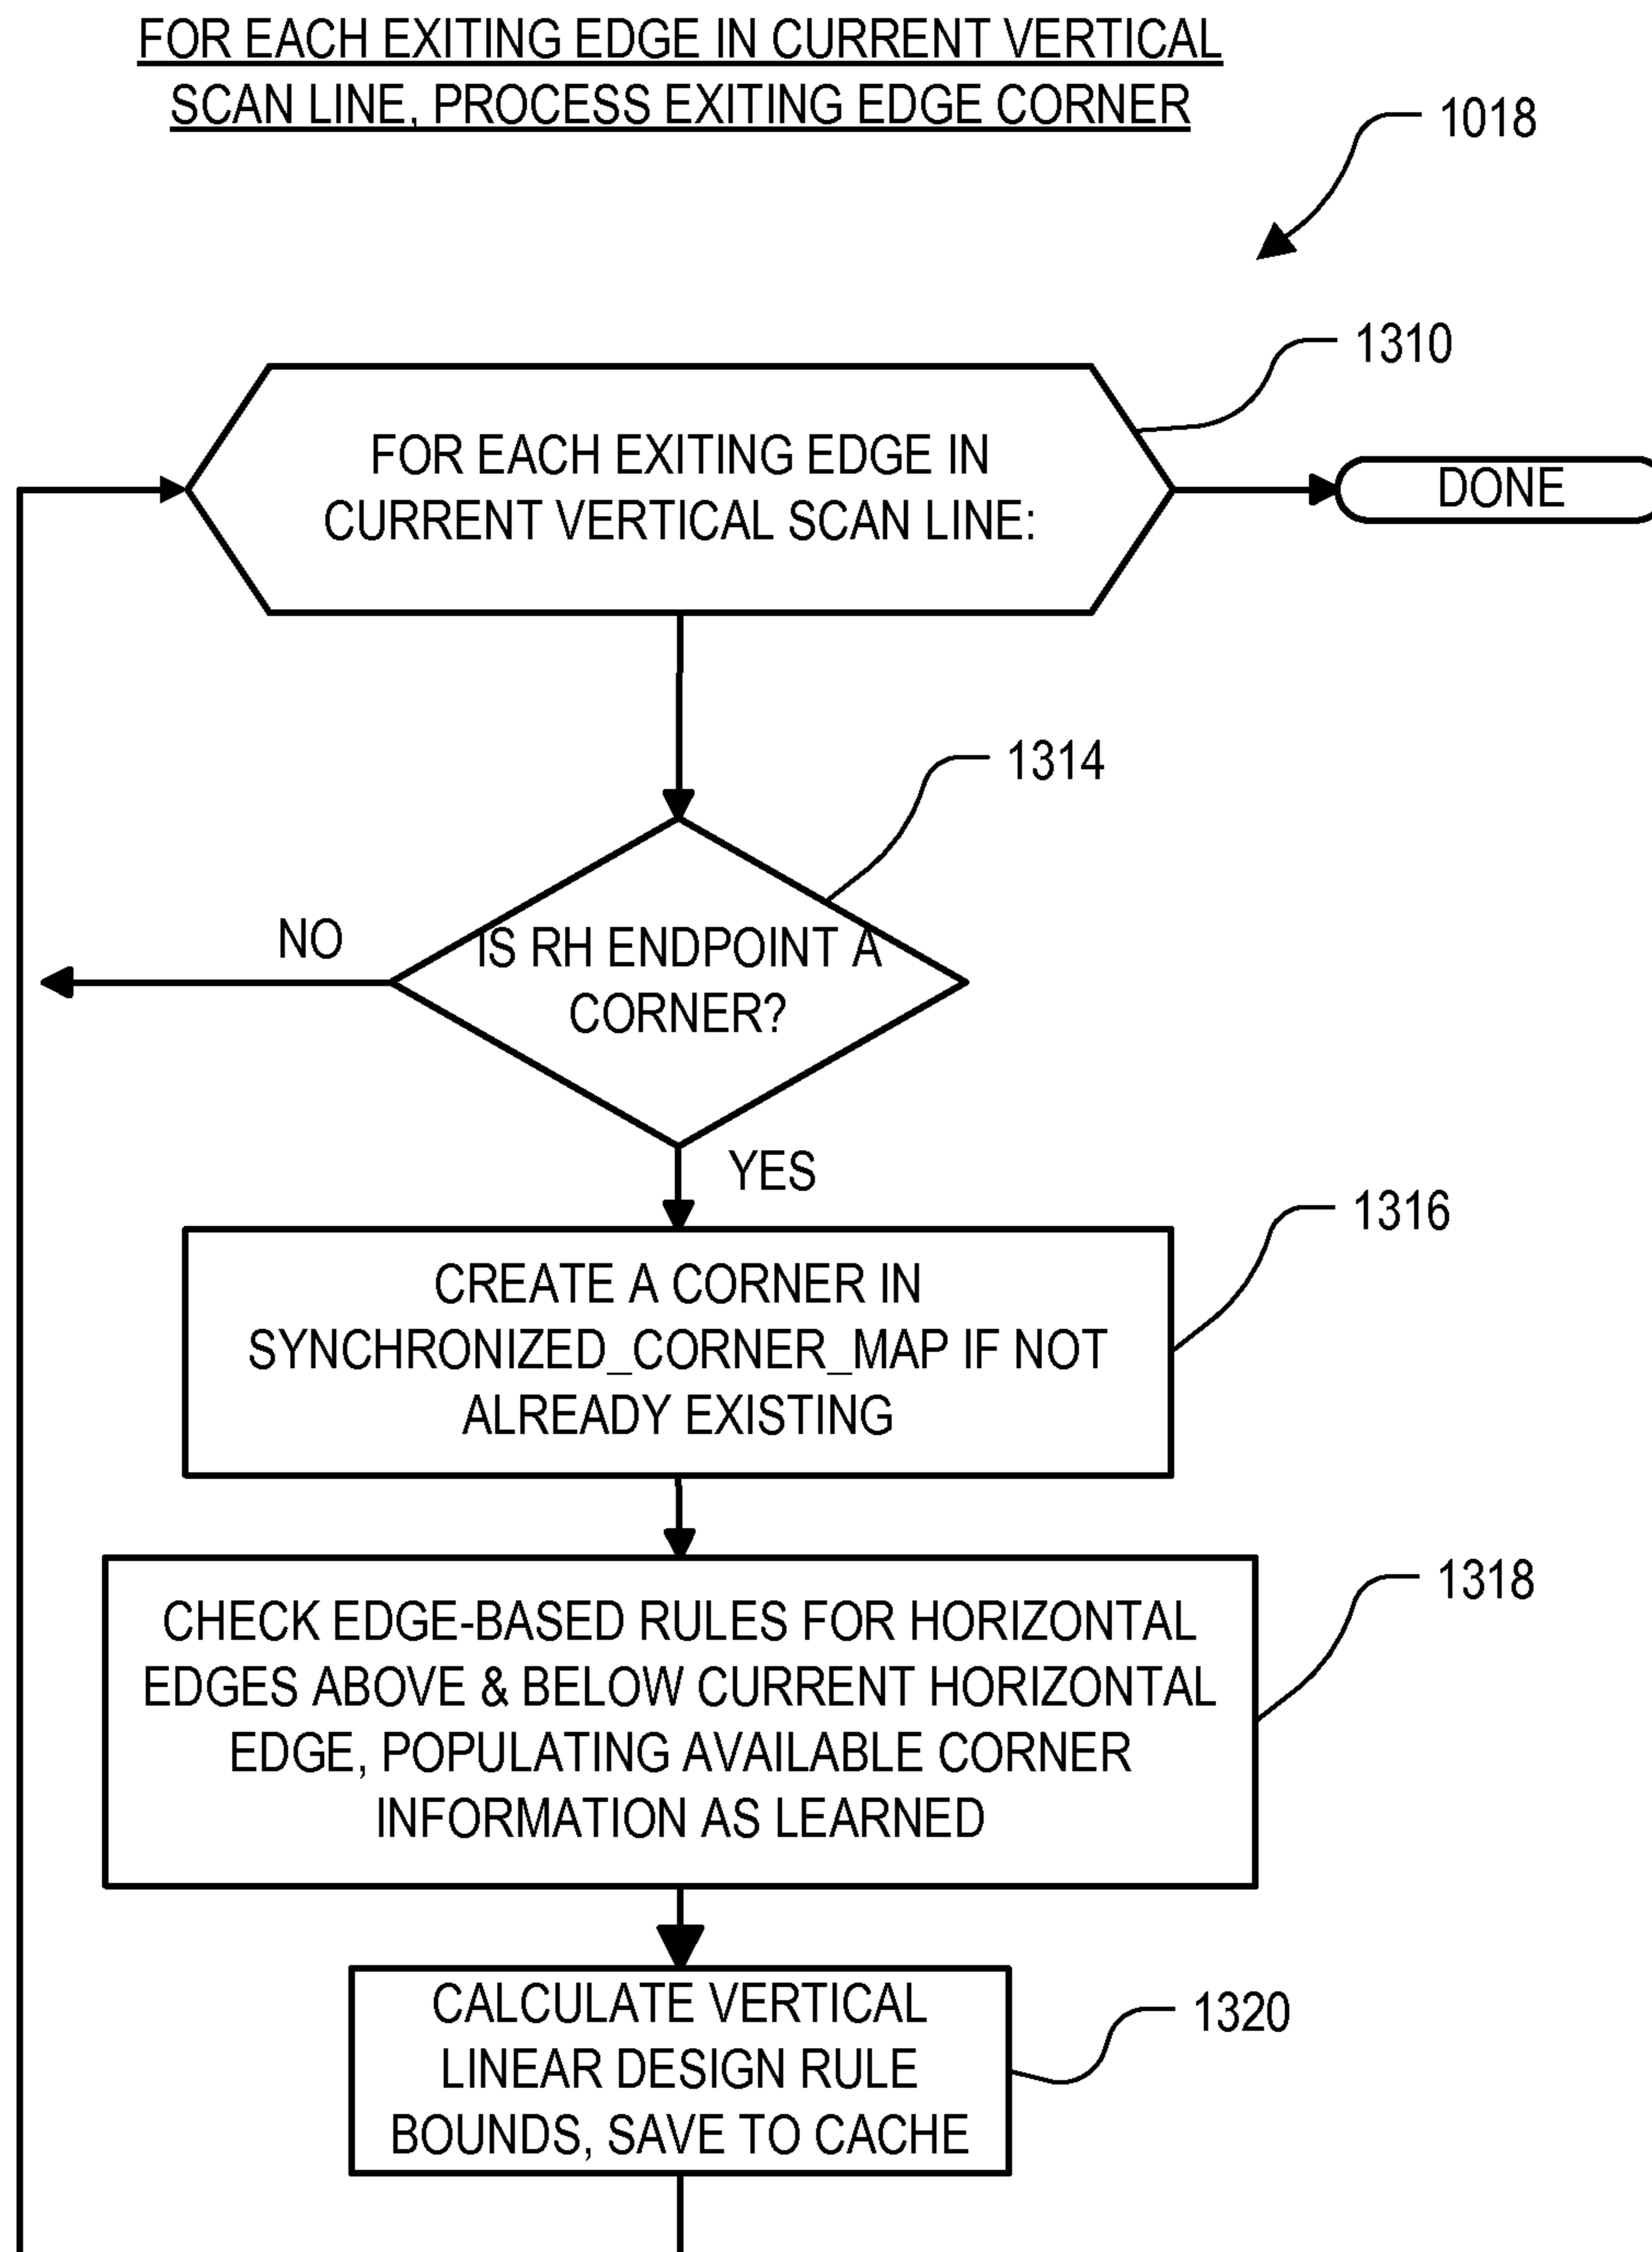 FOR EACH EXITING EDGE IN CURRENT VERTICAL
SCAN LINE, PROCESS EXITING EDGE CORNER
1018
1310
FOR EACH EXITING EDGE IN
CURRENT VERTICAL SCAN LINE:
DONE
1314
NO
IS RH ENDPOINT A
CORNER?
YES
1316
CREATE A CORNER IN
SYNCHRONIZED_CORNER_MAP IF NOT
ALREADY EXISTING
1318
CHECK EDGE-BASED RULES FOR HORIZONTAL
EDGES ABOVE & BELOW CURRENT HORIZONTAL
EDGE, POPULATING AVAILABLE CORNER
INFORMATION AS LEARNED
CALCULATE VERTICAL
1320
LINEAR DESIGN RULE
BOUNDS, SAVE TO CACHE